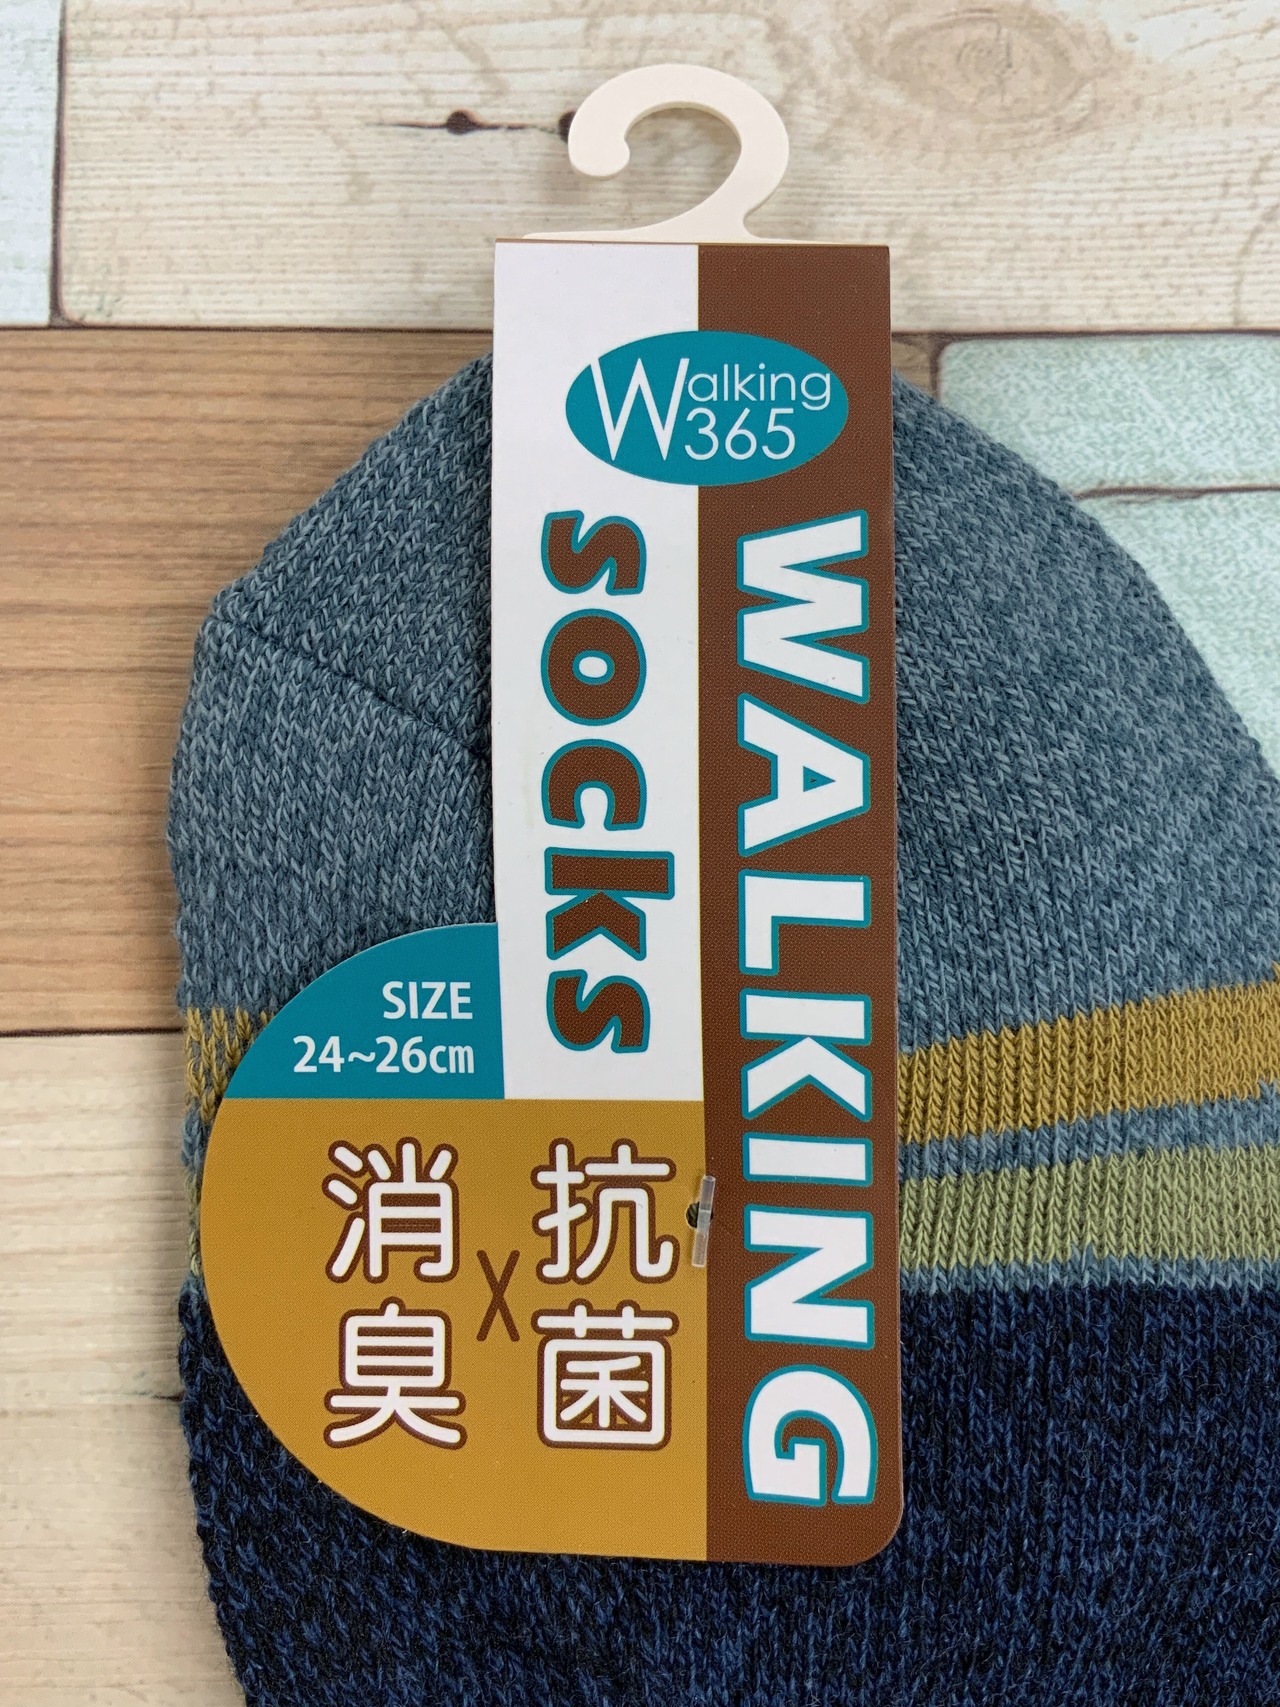 Walking
365
WALKING
SOCKS
SIZE
24~26cm
抗菌
×
消臭